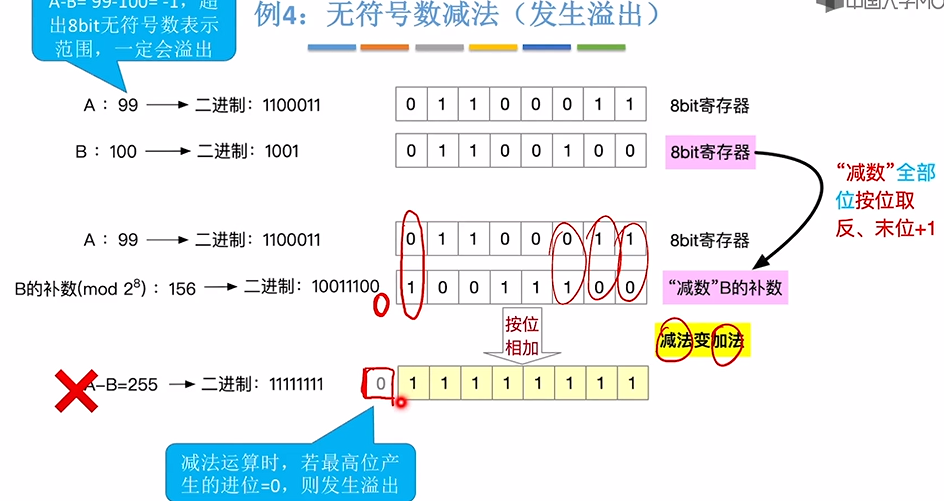 A-B= 99-100= -1，超
出8bit无符号数表示
范围，一定会溢出
例4：无符号数减法（发生溢出）
A： 99 二进制：1100011
0 1 1 0 0 0 1 1
8bit寄存器
B： 100 二进制：1001
0 1 1 0 0 1 0 0
8bit寄存器
“减数”全部
位按位取
反、末位+1
A： 99 二进制：1100011
0 1 1 0 0 0 1 1
8bit寄存器
B的补数(mod 2⁸)：156 二进制：10011100
0
1 0 0 1 1 1 0 0
“减数”B的补数
按位
相加
减法变加法
A-B=255 二进制：11111111
0 1 1 1 1 1 1 1 1
减法运算时，若最高位产
生的进位=0，则发生溢出